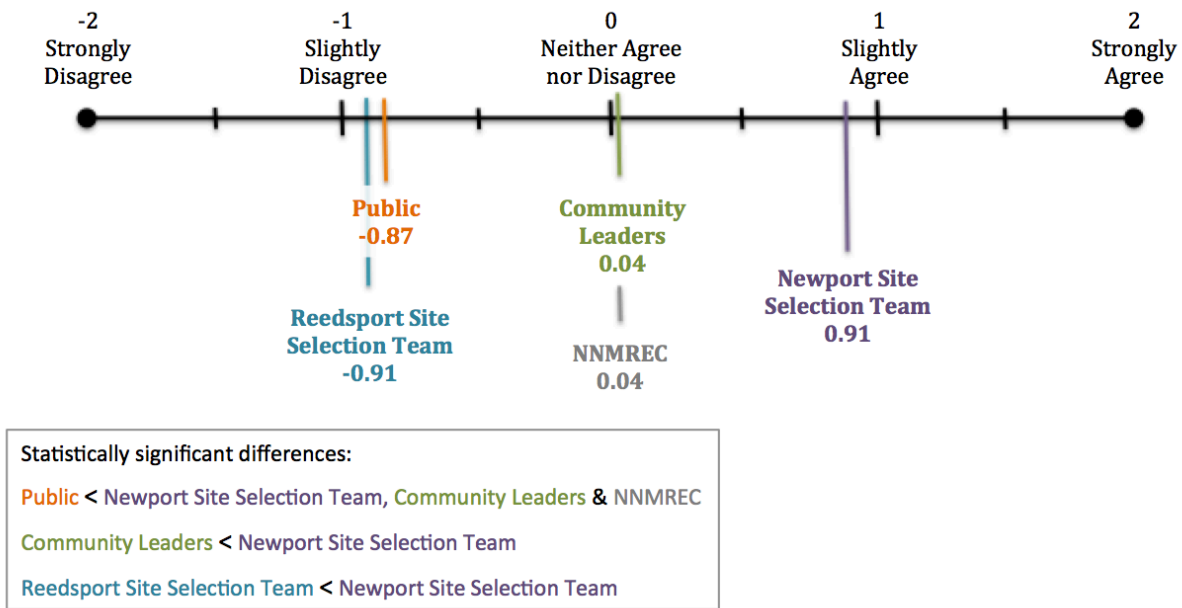 -2
Strongly
Disagree
-1
Slightly
Disagree
0
Neither Agree
nor Disagree
1
Slightly
Agree
2
Strongly
Agree
Public
-0.87
Community
Leaders
0.04
Newport Site
Selection Team
0.91
Reedsport Site
Selection Team
-0.91
NNMREC
0.04
Statistically significant differences:
Public < Newport Site Selection Team, Community Leaders & NNMREC
Community Leaders < Newport Site Selection Team
Reedsport Site Selection Team < Newport Site Selection Team